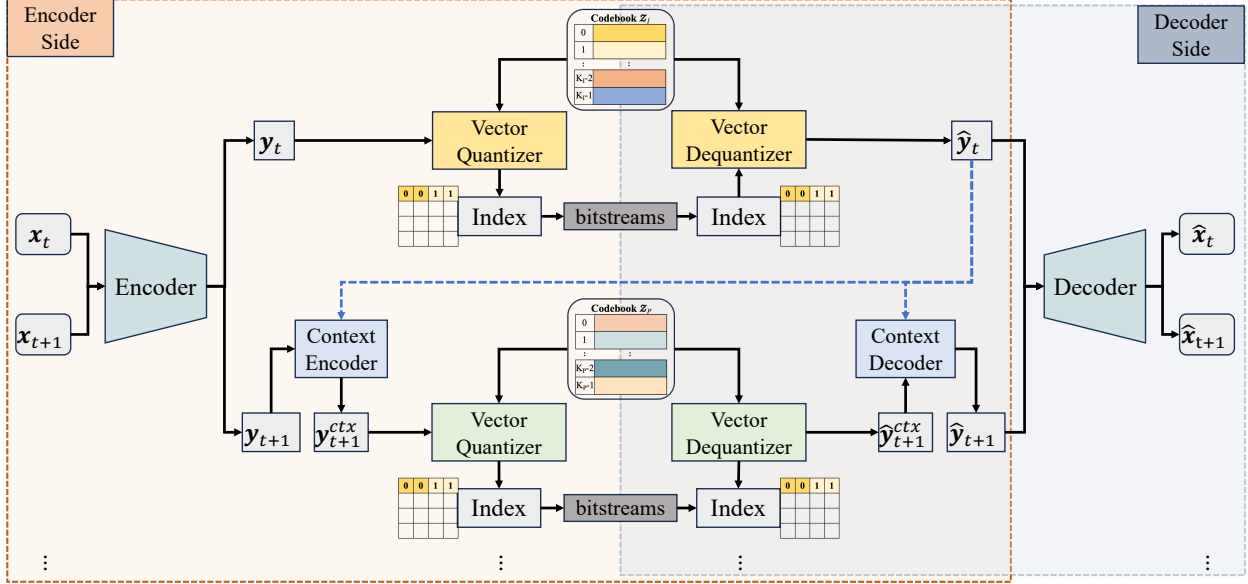 Encoder
Side
Decoder
Side
Codebook 𝒵_I
0
1
:
:
K_I-2
K_I-1
y_t
Vector
Quantizer
Vector
Dequantizer
ŷ_t
0 0 1 1
Index
bitstreams
Index
0 0 1 1
x_t
x_{t+1}
Encoder
Decoder
x̂_t
x̂_{t+1}
Codebook 𝒵_P
0
1
:
:
K_P-2
K_P-1
Context
Encoder
Context
Decoder
y_{t+1}
y_{t+1}^{ctx}
Vector
Quantizer
Vector
Dequantizer
ŷ_{t+1}^{ctx}
ŷ_{t+1}
0 0 1 1
Index
bitstreams
Index
0 0 1 1
⋮ ⋮ ⋮ ⋮